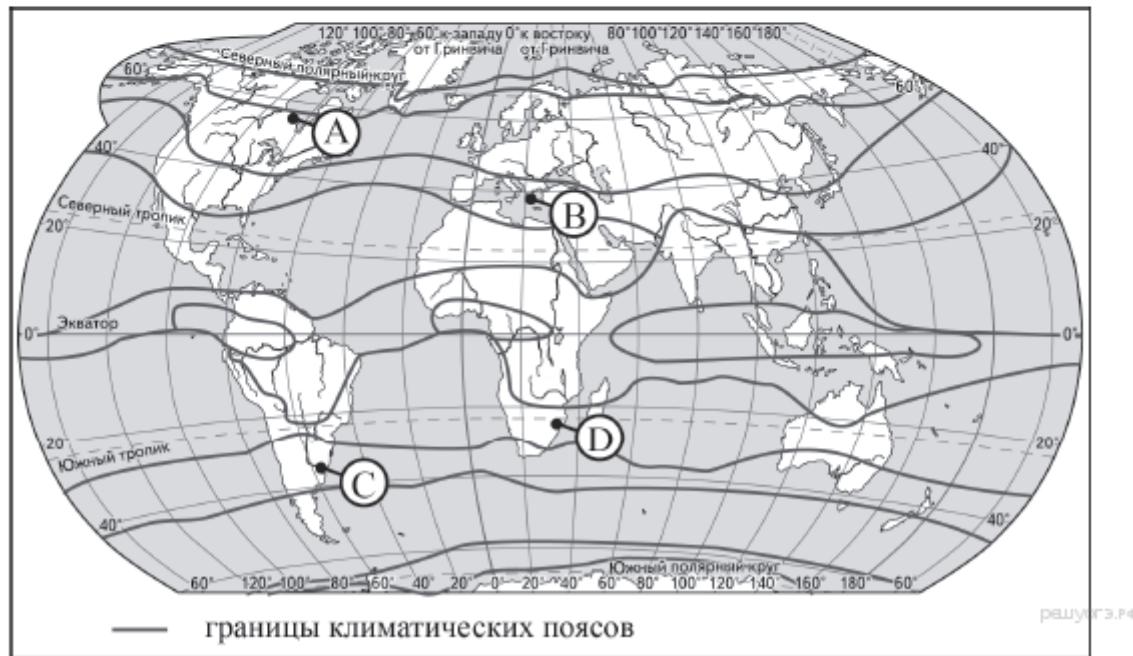 120° 100° 80° 60° к западу 0° к востоку 80° 100° 120° 140° 160° 180°
от Гринвича от Гринвича
Северный полярный круг
60° 60°
A
40° 40°
B
Северный тропик
20° 20°
Экватор
0° 0°
D
20° 20°
Южный тропик
C
40° 40°
Южный полярный круг
60° 120° 100° 80° 60° 40° 20° 0° 20° 40° 60° 80° 100° 120° 140° 180° 60°
границы климатических поясов
решуогэ.рф